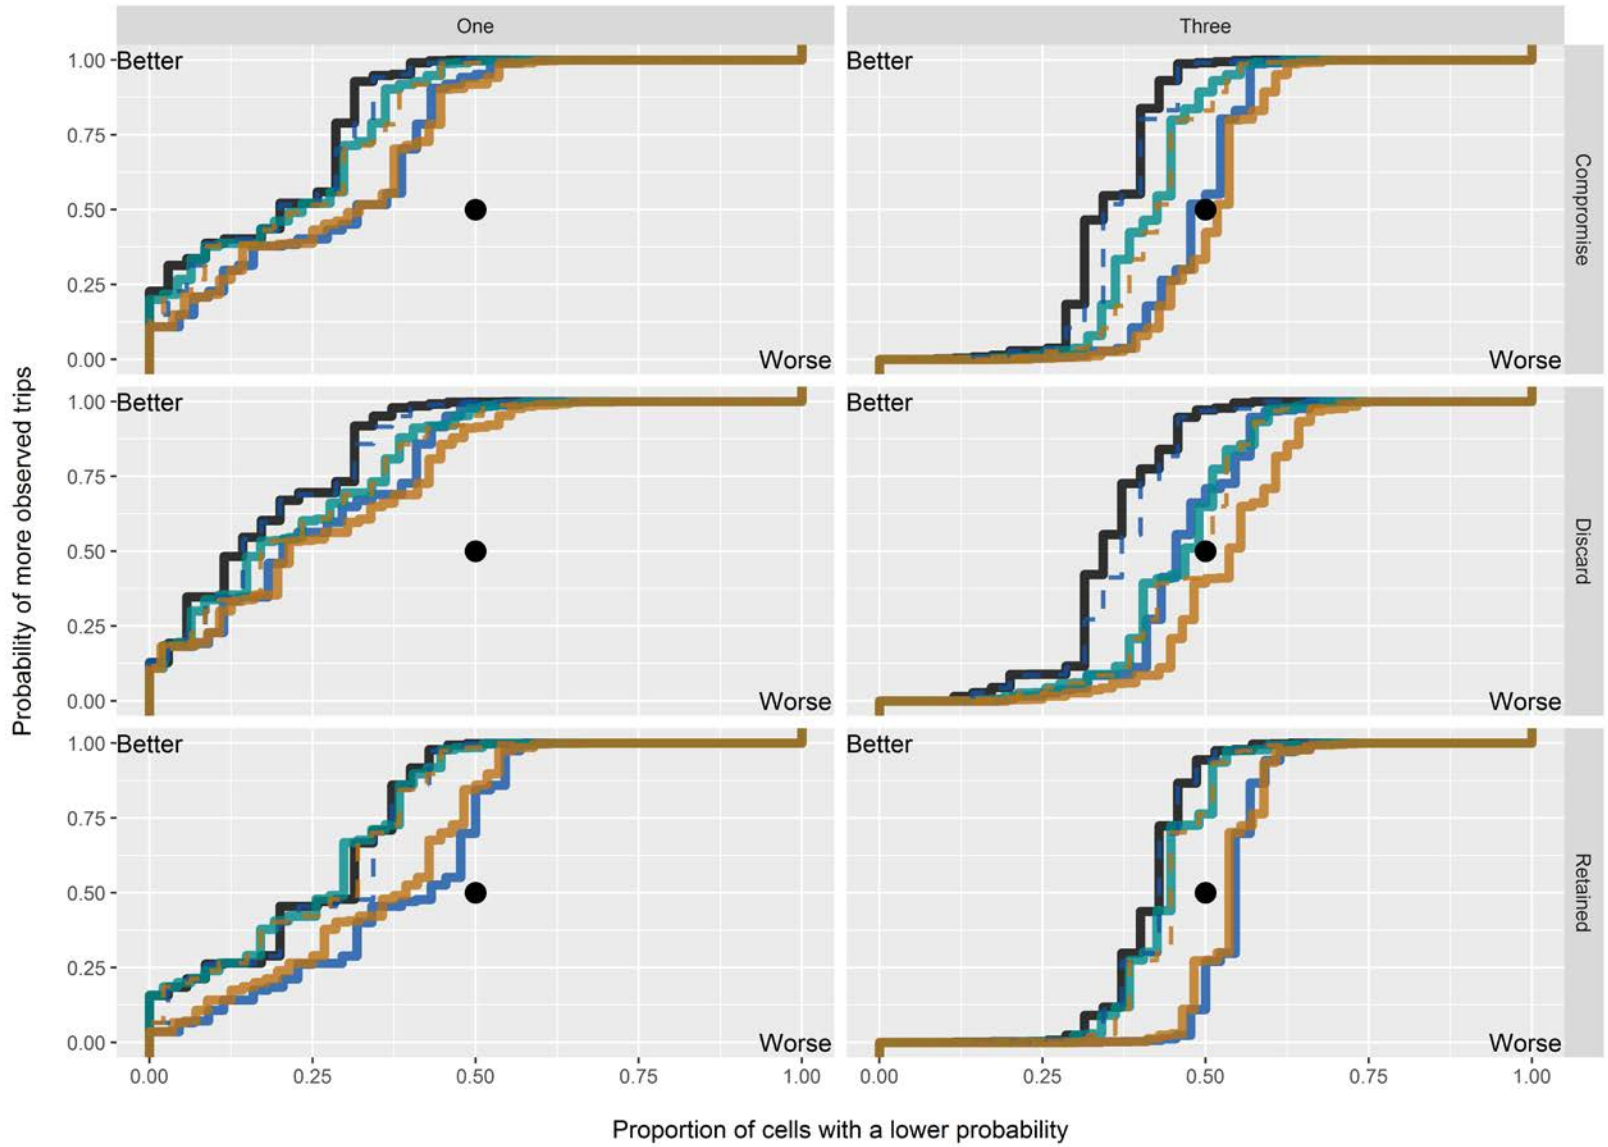 One
Three
1.00
Better
Better
0.75
0.50
0.25
0.00
Worse
Worse
Compromise
1.00
Better
Better
0.75
0.50
0.25
0.00
Worse
Worse
Discard
1.00
Better
Better
0.75
0.50
0.25
0.00
Worse
Worse
Retained
0.00
0.25
0.50
0.75
1.00
0.00
0.25
0.50
0.75
1.00
Probability of more observed trips
Proportion of cells with a lower probability